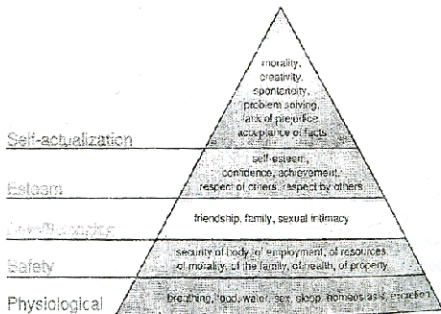 morality,
creativity,
spontaneity,
problem solving,
lack of prejudice,
acceptance of facts
Self-actualization
self-esteem,
confidence, achievement,
respect of others, respect by others
Esteem
friendship, family, sexual intimacy
Love/Belonging
security of body, of employment, of resources
of morality, of the family, of health, of property
Safety
Physiological
breathing, food, water, sex, sleep, homeostasis, excretion